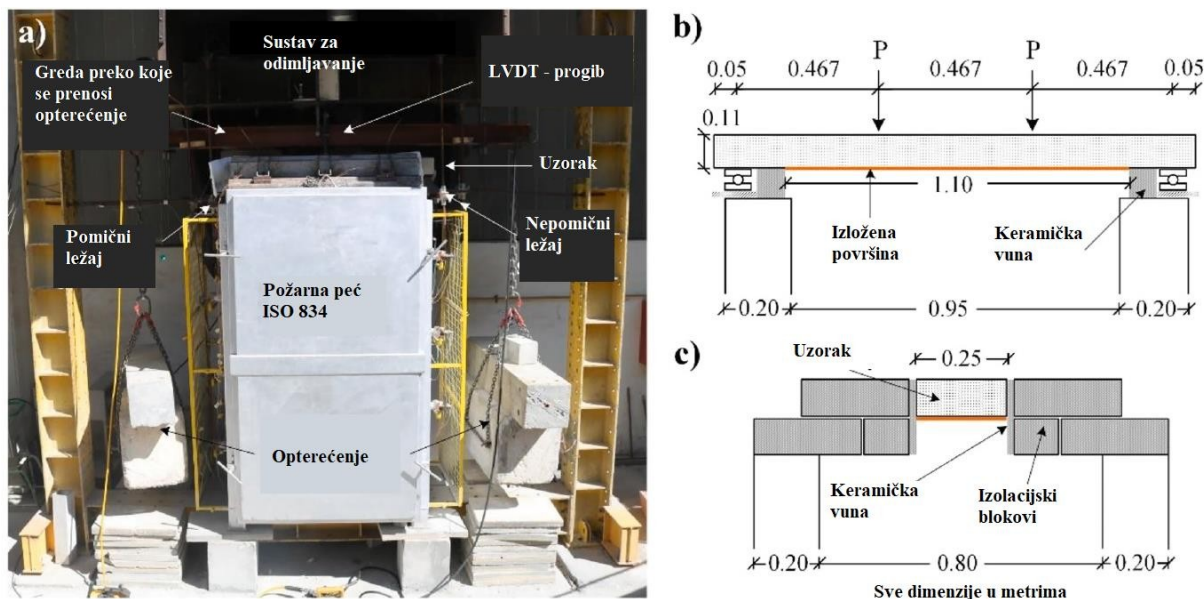 a)
Sustav za
odimljavanje
Greda preko koje
se prenosi
opterećenje
LVDT - progib
Uzorak
Pomični
ležaj
Nepomični
ležaj
Požarna peć
ISO 834
Opterećenje
b)
P P
0.05 0.467 0.467 0.467 0.05
0.11
1.10
Izložena
površina
Keramička
vuna
0.20 0.95 0.20
c)
Uzorak
0.25
Keramička
vuna
Izolacijski
blokovi
0.20 0.80 0.20
Sve dimenzije u metrima